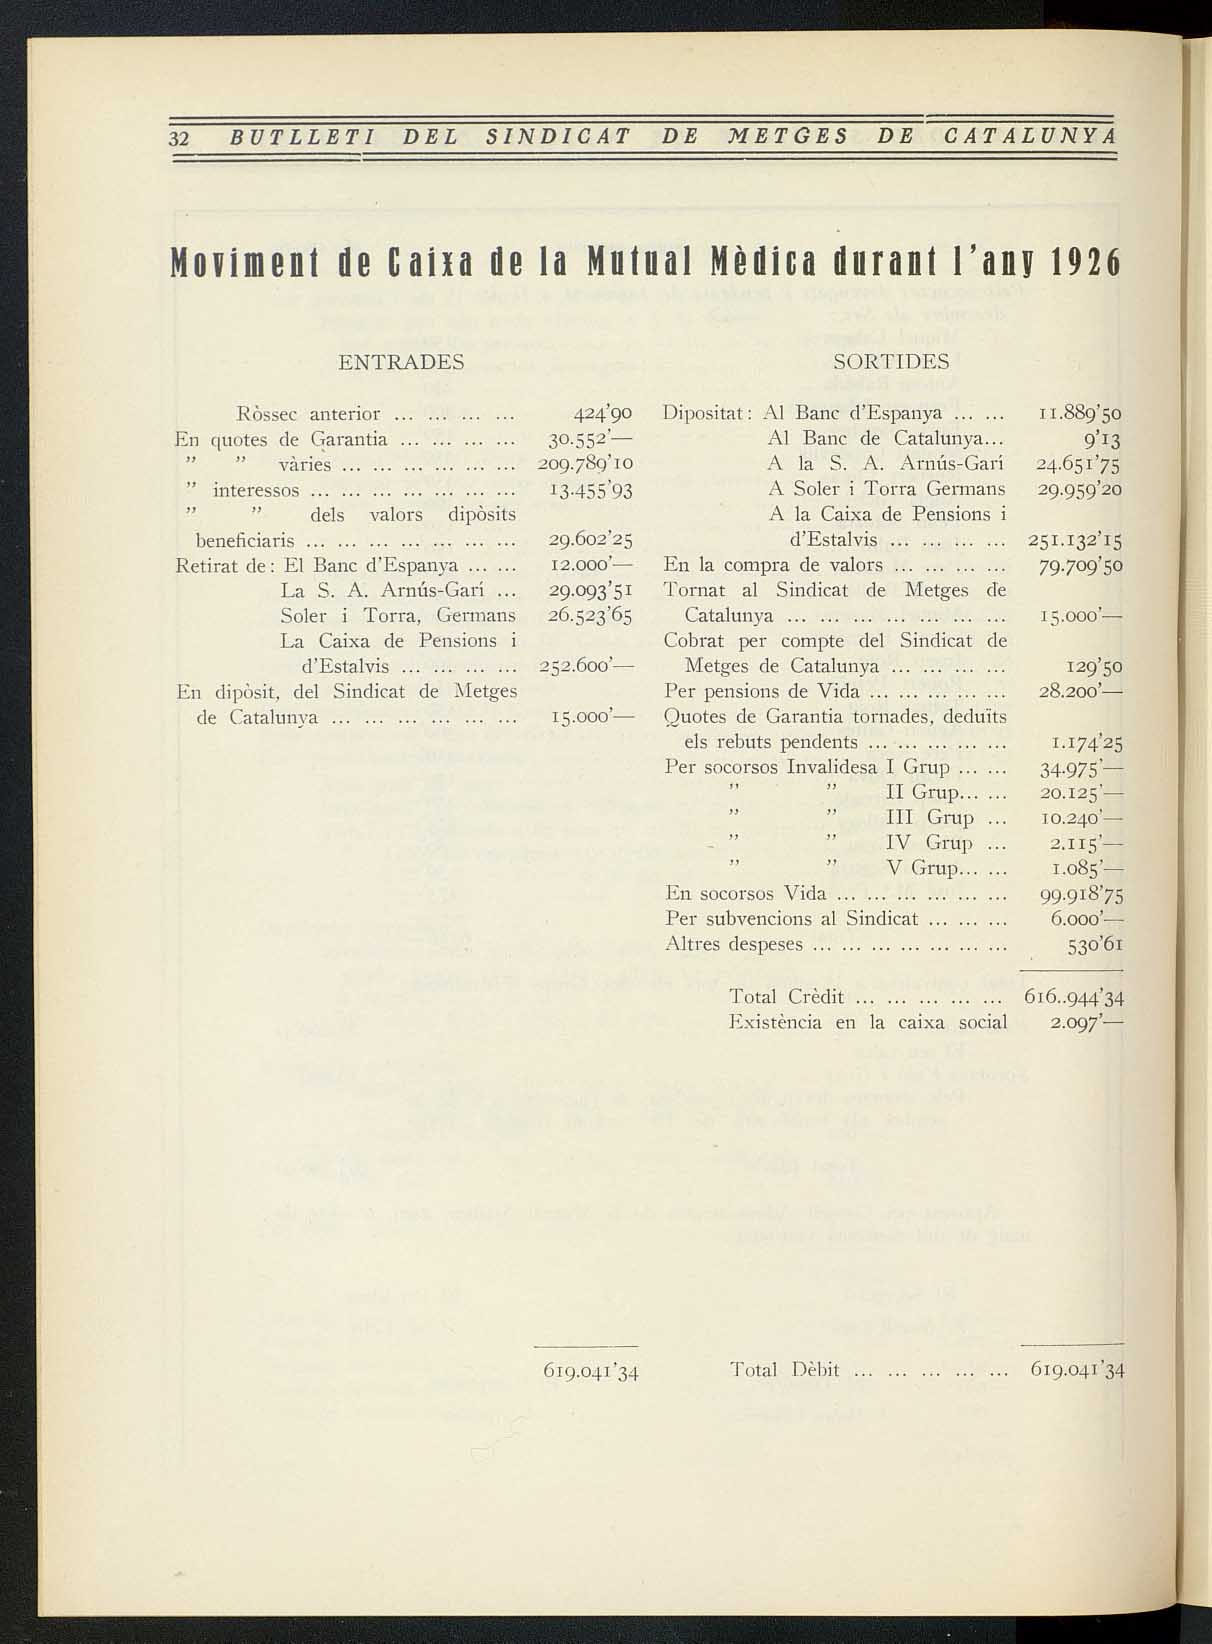 32 BUTLLETI DEL SINDICAT DE METGES DE CATALUNYA
Moviment de Caixa de la Mutual Mèdica durant l'any 1926
ENTRADES
Ròssec anterior ... ... ... ... 424'90
En quotes de Garantia ... ... ... ... 30.552'—
” ” vàries ... ... ... ... ... ... 209.789'10
” interessos ... ... ... ... ... ... ... 13.455'93
” ” dels valors dipòsits
beneficiaris ... ... ... ... ... ... ... 29.602'25
Retirat de: El Banc d'Espanya ... ... 12.000'—
La S. A. Arnús-Garí ... 29.093'51
Soler i Torra, Germans 26.523'65
La Caixa de Pensions i
d'Estalvis ... ... ... ... 252.600'—
En dipòsit, del Sindicat de Metges
de Catalunya ... ... ... ... ... ... 15.000'—
619.041'34
SORTIDES
Dipositat: Al Banc d'Espanya ... ... 11.889'50
Al Banc de Catalunya... 9'13
A la S. A. Arnús-Garí 24.651'75
A Soler i Torra Germans 29.959'20
A la Caixa de Pensions i
d'Estalvis ... ... ... ... 251.132'15
En la compra de valors ... ... ... ... 79.709'50
Tornat al Sindicat de Metges de
Catalunya ... ... ... ... ... ... ... 15.000'—
Cobrat per compte del Sindicat de
Metges de Catalunya ... ... ... ... 129'50
Per pensions de Vida ... ... ... ... ... 28.200'—
Quotes de Garantia tornades, deduïts
els rebuts pendents ... ... ... ... ... 1.174'25
Per socorsos Invalidesa I Grup ... ... 34.975'—
” ” II Grup... ... 20.125'—
” ” III Grup ... 10.240'—
” ” IV Grup ... 2.115'—
” ” V Grup... ... 1.085'—
En socorsos Vida ... ... ... ... ... ... 99.918'75
Per subvencions al Sindicat ... ... ... 6.000'—
Altres despeses ... ... ... ... ... ... ... 530'61
Total Crèdit ... ... ... ... ... 616..944'34
Existència en la caixa social 2.097'—
Total Dèbit ... ... ... ... ... 619.041'34